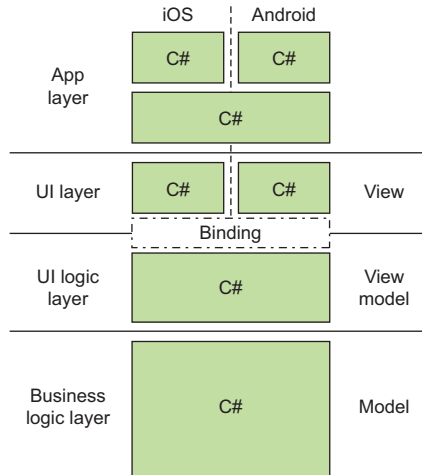 iOS Android
C# C#
App
layer
C#
UI layer C# C# View
Binding
UI logic
layer
C#
View
model
Business
logic layer
C#
Model